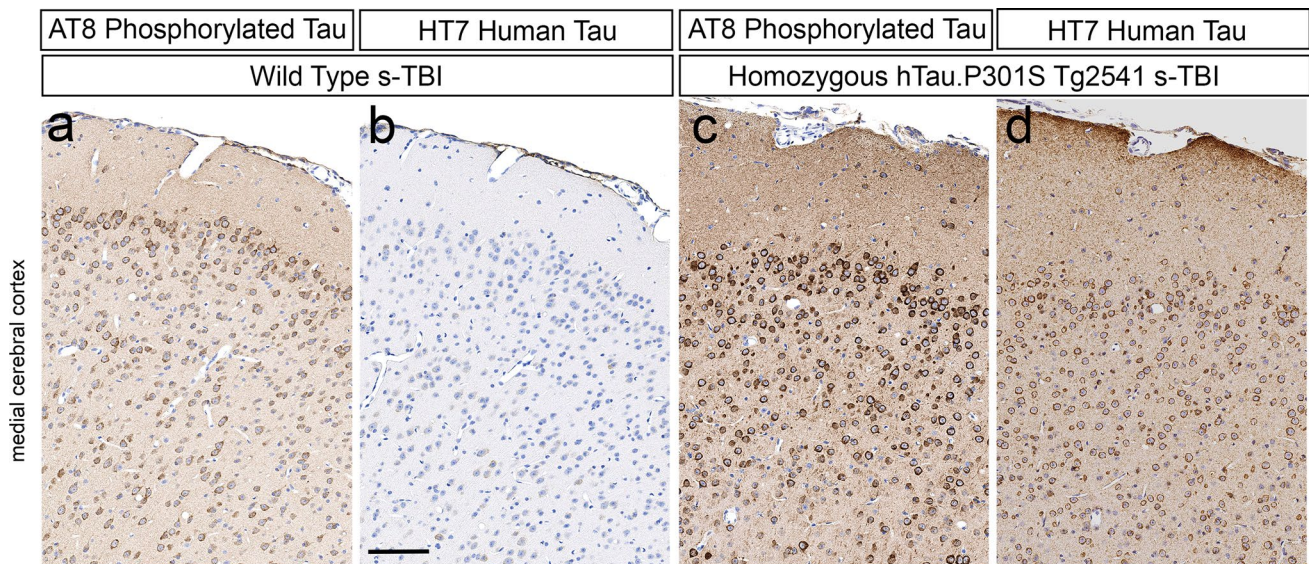 AT8 Phosphorylated Tau
HT7 Human Tau
AT8 Phosphorylated Tau
HT7 Human Tau
Wild Type s-TBI
Homozygous hTau.P301S Tg2541 s-TBI
a
b
c
d
medial cerebral cortex